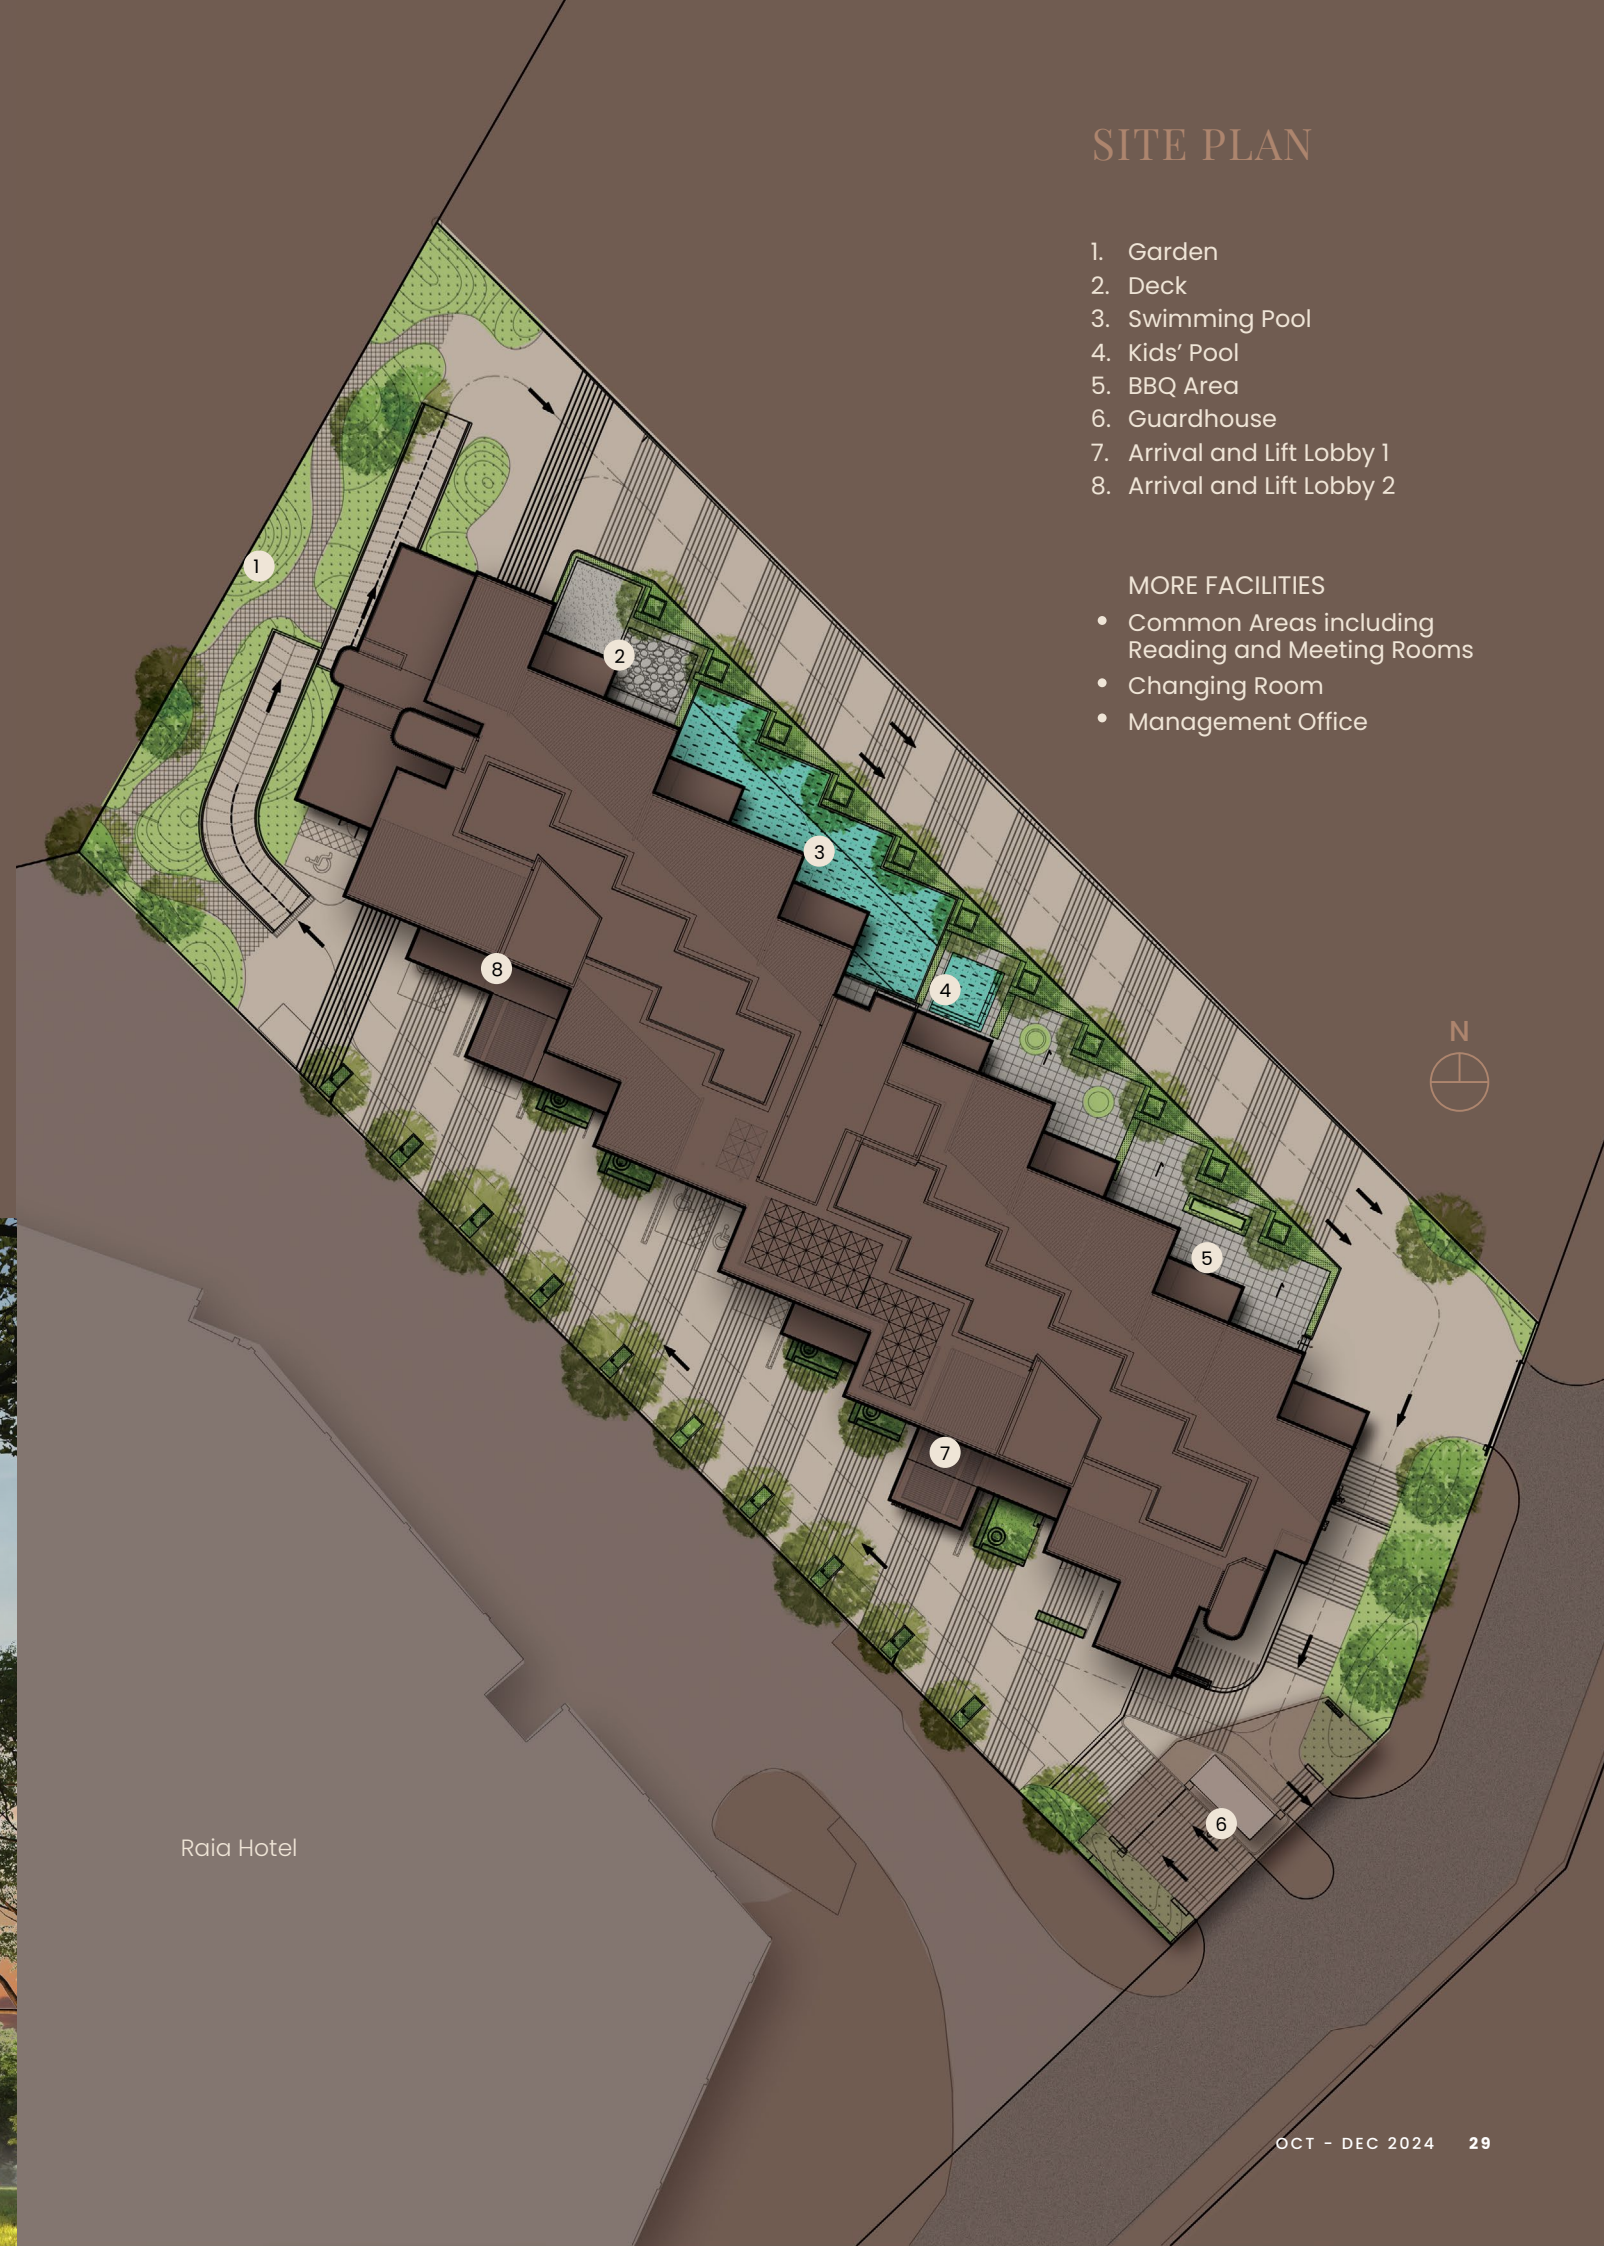 SITE PLAN
1. Garden
2. Deck
3. Swimming Pool
4. Kids’ Pool
5. BBQ Area
6. Guardhouse
7. Arrival and Lift Lobby 1
8. Arrival and Lift Lobby 2
MORE FACILITIES
• Common Areas including
Reading and Meeting Rooms
• Changing Room
• Management Office
1
2
3
8
4
N
5
7
6
Raia Hotel
OCT - DEC 2024 29